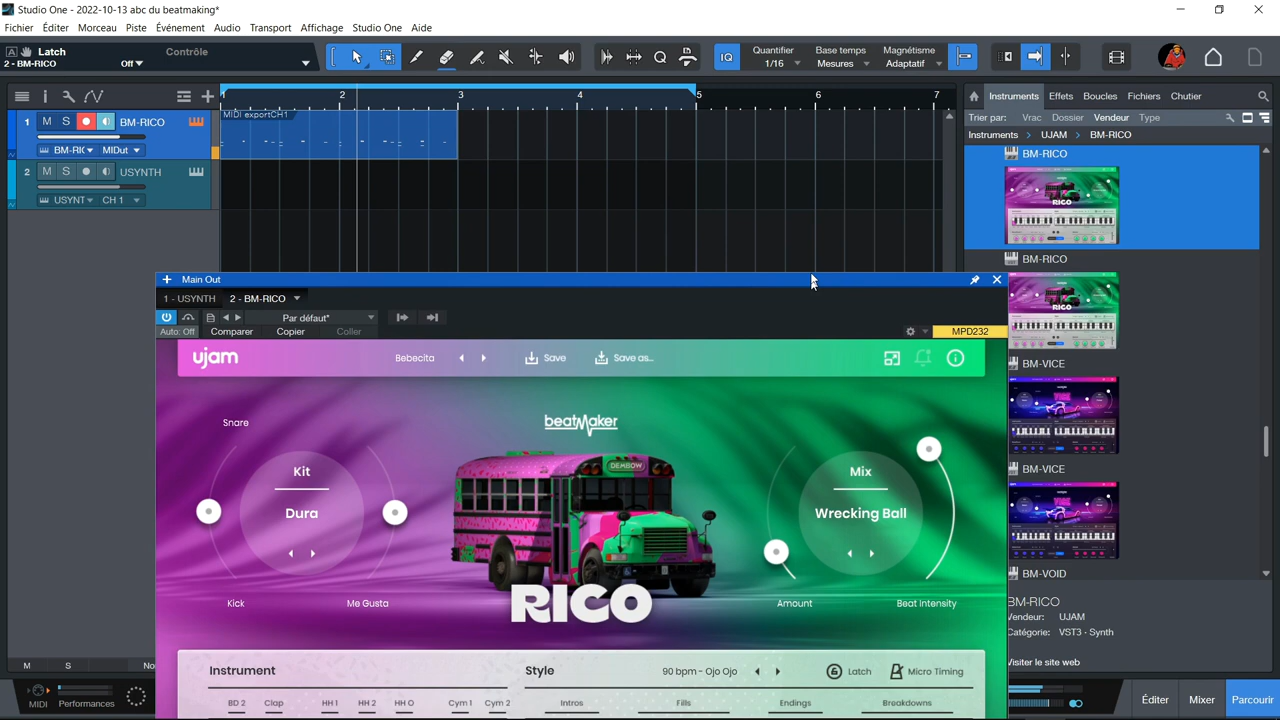 Studio One - 2022-10-13 abc du beatmaking*
Fichier Éditer Morceau Piste Événement Audio Transport Affichage Studio One Aide
A Latch Contrôle
2 - BM-RICO Off
IQ
Quantifier 1/16
Base temps Mesures
Magnétisme Adaptatif
Instruments Effets Boucles Fichiers Chutier
Trier par: Vrac Dossier Vendeur Type
Instruments > UJAM > BM-RICO
2 3 4 5 6 7
1 M S BM-RICO
BM-RIC MIDut
MIDI exportCH1
2 M S USYNTH
USYNT CH 1
BM-RICO
BM-RICO
BM-VICE
BM-VICE
BM-VOID
Main Out
1 - USYNTH 2 - BM-RICO
Par défaut*
Auto: Off Comparer Copier Coller MPD232
ujam Bebecita Save Save as...
beatMaker
Snare
DEMBOW
Kit
Dura
Mix
Wrecking Ball
RICO
Kick Me Gusta Amount Beat Intensity
Instrument Style 90 bpm - Ojo Ojo Latch Micro Timing
BD 2 Clap HH 1 HH 2 HH O Cym 1 Cym 2 Intros Fills Endings Breakdowns
BM-RICO
Vendeur: UJAM
Catégorie: VST3 · Synth
Visiter le site web
M S No
MIDI Performances
Éditer Mixer Parcourir